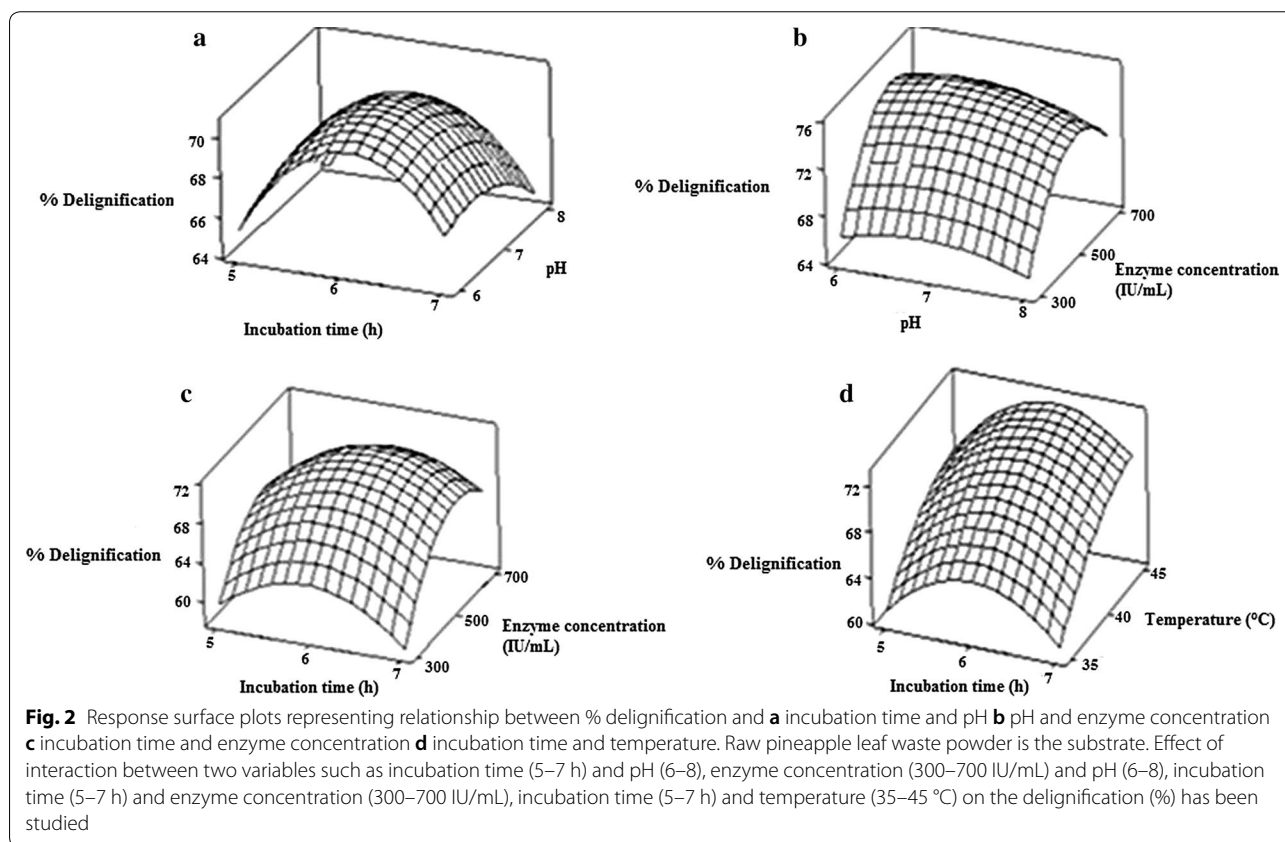 a
70
68
% Delignification
66
64
5
6
7
Incubation time (h)
6
7
8
pH
b
76
72
% Delignification
68
64
6
7
8
pH
300
500
700
Enzyme concentration
(IU/mL)
c
72
68
% Delignification
64
60
5
6
7
Incubation time (h)
300
500
700
Enzyme concentration
(IU/mL)
d
72
68
% Delignification
64
60
5
6
7
Incubation time (h)
35
40
45
Temperature (°C)
Fig. 2 Response surface plots representing relationship between % delignification and a incubation time and pH b pH and enzyme concentration
c incubation time and enzyme concentration d incubation time and temperature. Raw pineapple leaf waste powder is the substrate. Effect of
interaction between two variables such as incubation time (5–7 h) and pH (6–8), enzyme concentration (300–700 IU/mL) and pH (6–8), incubation
time (5–7 h) and enzyme concentration (300–700 IU/mL), incubation time (5–7 h) and temperature (35–45 °C) on the delignification (%) has been
studied